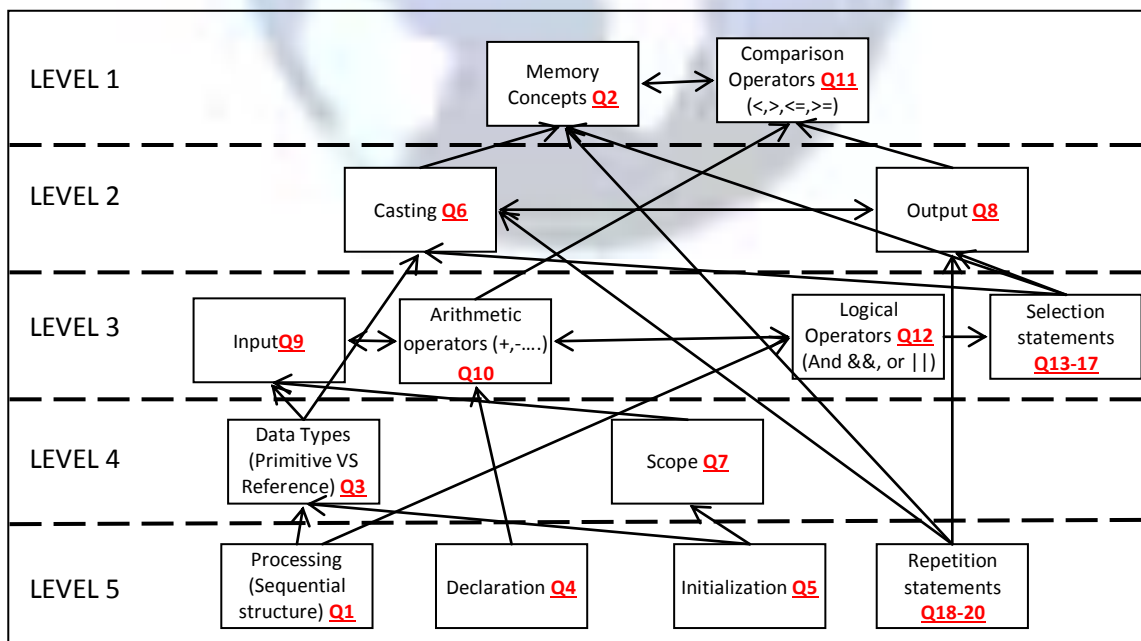 LEVEL 1
Memory
Concepts Q2
Comparison
Operators Q11
(<,>,<=,>=)
LEVEL 2
Casting Q6
Output Q8
LEVEL 3
InputQ9
Arithmetic
operators (+,-....)
Q10
Logical
Operators Q12
(And &&, or ||)
Selection
statements
Q13-17
LEVEL 4
Data Types
(Primitive VS
Reference) Q3
Scope Q7
LEVEL 5
Processing
(Sequential
structure) Q1
Declaration Q4
Initialization Q5
Repetition
statements
Q18-20